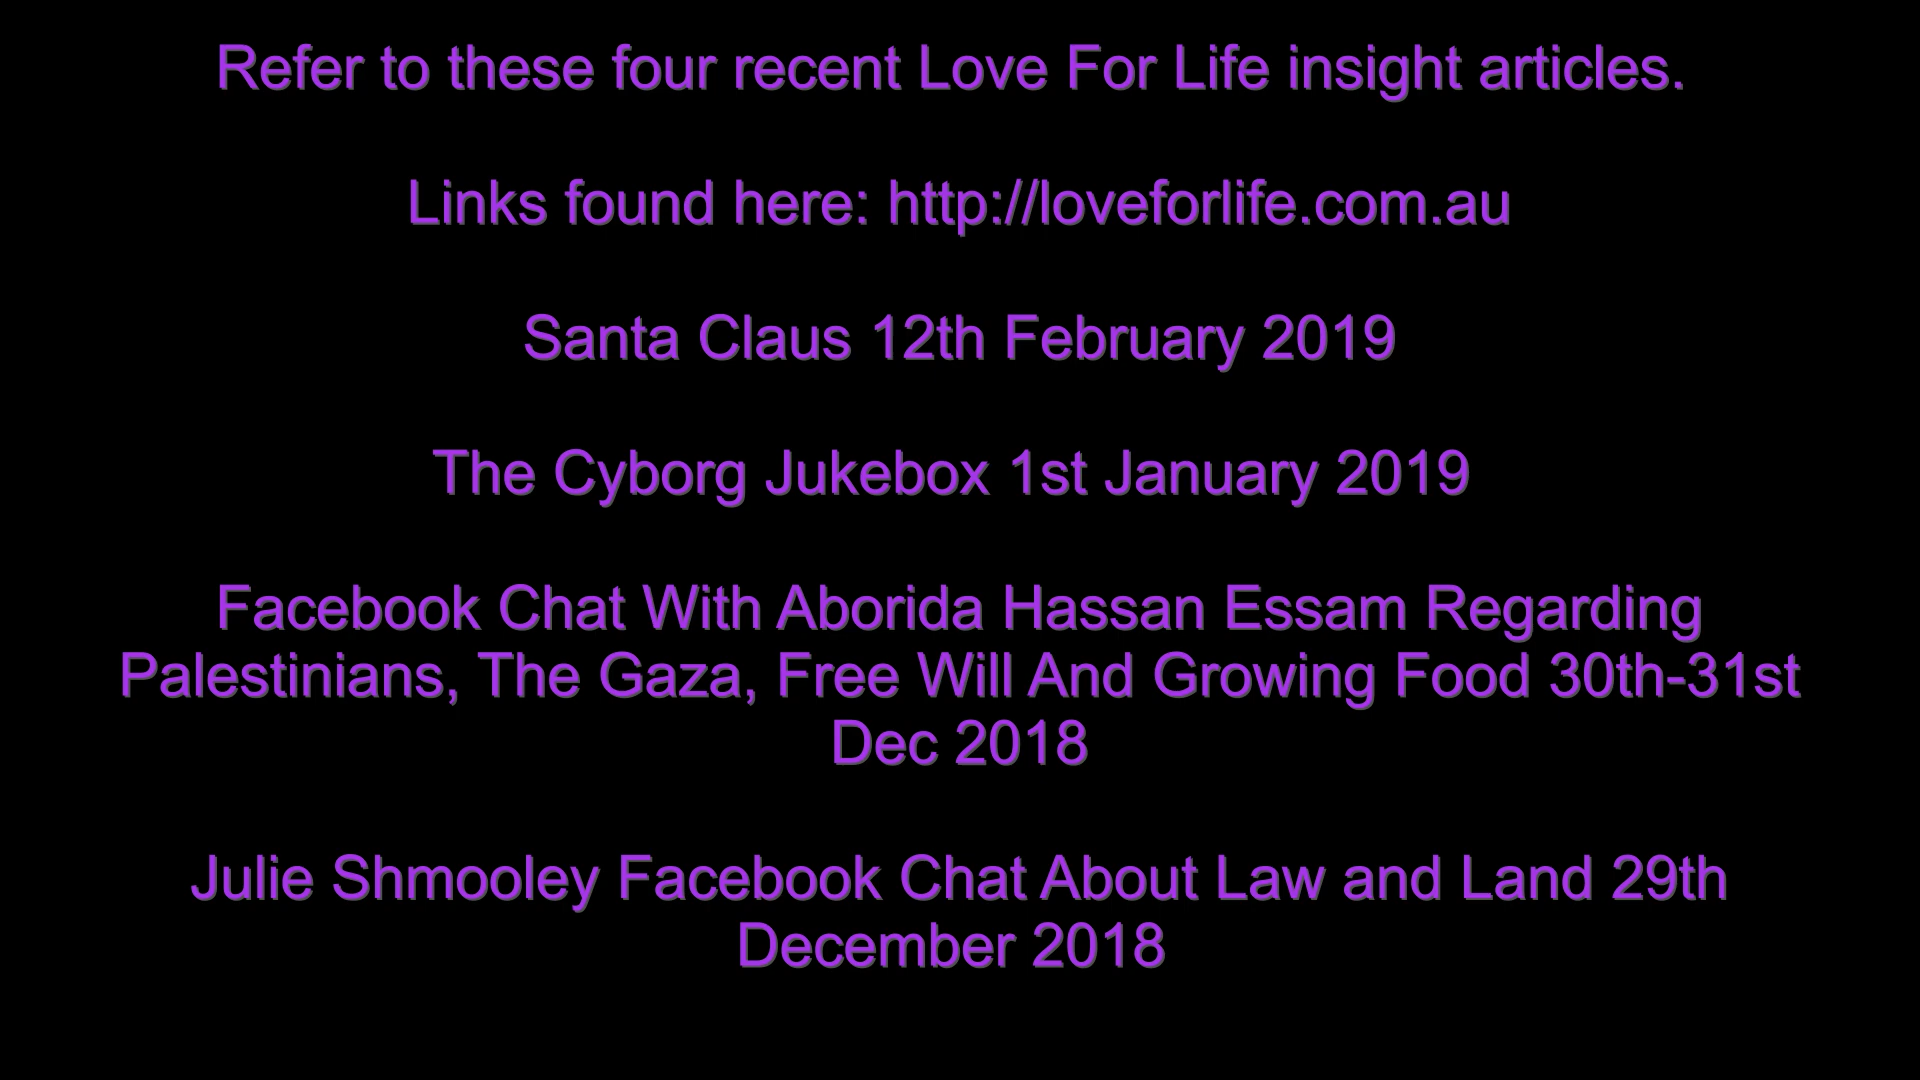 Refer to these four recent Love For Life insight articles.
Links found here: http://loveforlife.com.au
Santa Claus 12th February 2019
The Cyborg Jukebox 1st January 2019
Facebook Chat With Aborida Hassan Essam Regarding
Palestinians, The Gaza, Free Will And Growing Food 30th-31st
Dec 2018
Julie Shmooley Facebook Chat About Law and Land 29th
December 2018